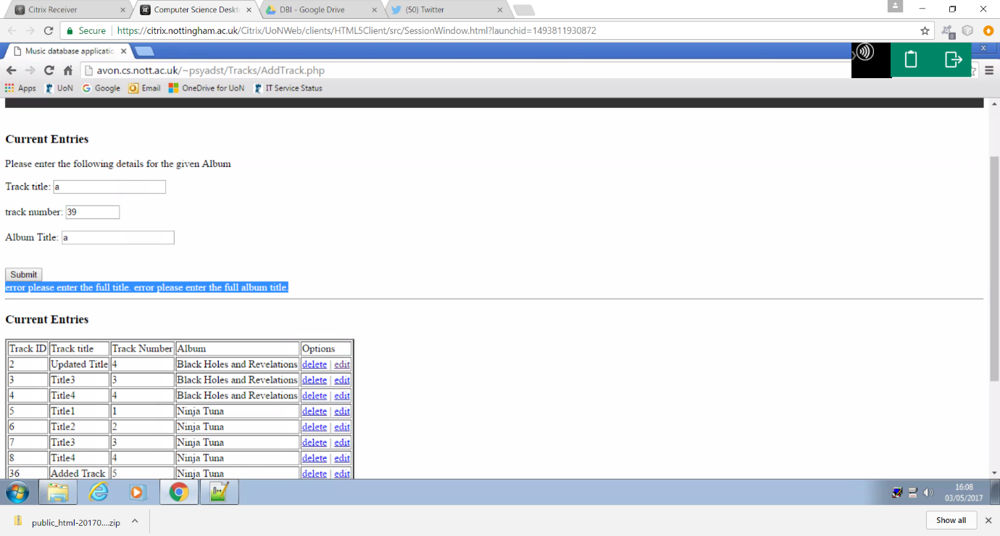 Citrix Receiver
Computer Science Deskt
DBI - Google Drive
(50) Twitter
Secure https://citrix.nottingham.ac.uk/Citrix/UoNWeb/clients/HTML5Client/src/SessionWindow.html?launchid=1493811930872
Music database applicatio
avon.cs.nott.ac.uk/~psyadst/Tracks/AddTrack.php
Apps UoN Google Email OneDrive for UoN IT Service Status
Current Entries
Please enter the following details for the given Album
Track title: a
track number: 39
Album Title: a
Submit
error please enter the full title. error please enter the full album title.
Current Entries
Track ID Track title Track Number Album Options
2 Updated Title 4 Black Holes and Revelations delete | edit
3 Title3 3 Black Holes and Revelations delete | edit
4 Title4 4 Black Holes and Revelations delete | edit
5 Title1 1 Ninja Tuna delete | edit
6 Title2 2 Ninja Tuna delete | edit
7 Title3 3 Ninja Tuna delete | edit
8 Title4 4 Ninja Tuna delete | edit
36 Added Track 5 Ninja Tuna delete | edit
16:08
03/05/2017
public_html-20170....zip
Show all